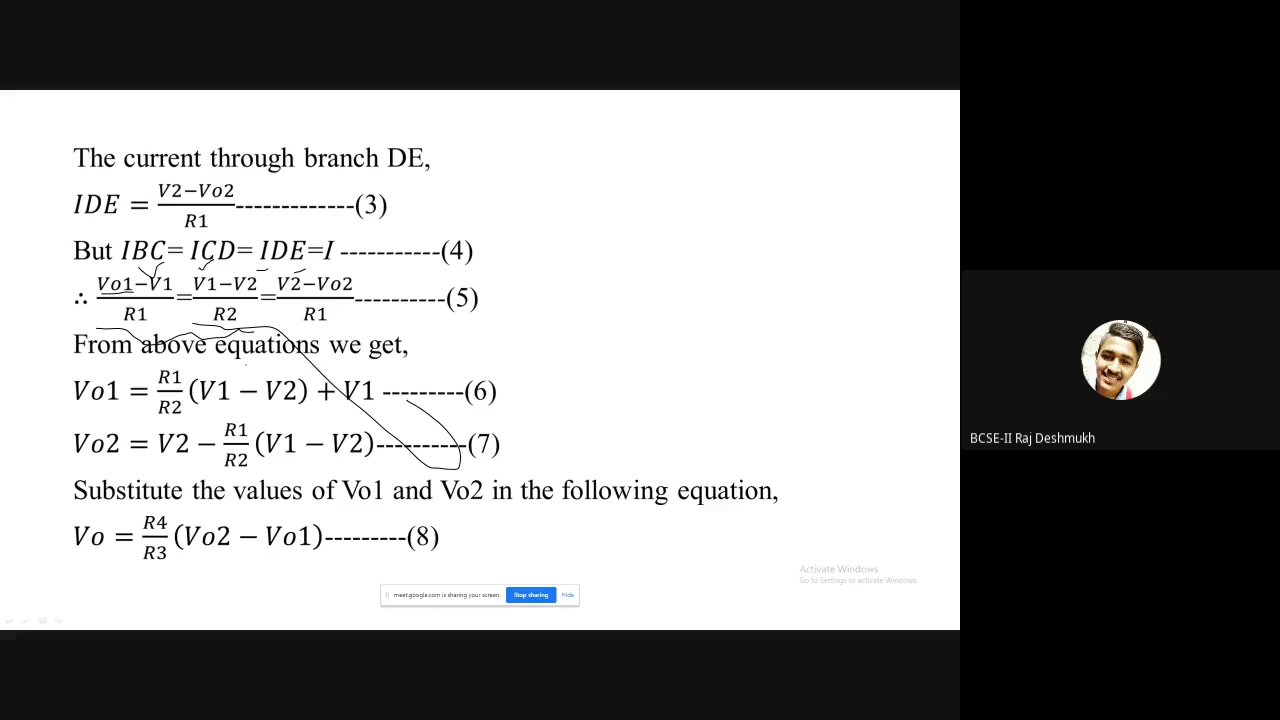 The current through branch DE,
IDE = V2−Vo2/R1-------------(3)
But IBC= ICD= IDE=I -----------(4)
∴ Vo1−V1/R1=V1−V2/R2=V2−Vo2/R1----------(5)
From above equations we get,
Vo1 = R1/R2 (V1 − V2) + V1 ---------(6)
Vo2 = V2 − R1/R2 (V1 − V2)----------(7)
Substitute the values of Vo1 and Vo2 in the following equation,
Vo = R4/R3 (Vo2 − Vo1)---------(8)
Activate Windows
Go to Settings to activate Windows.
meet.google.com is sharing your screen. Stop sharing Hide
BCSE-II Raj Deshmukh